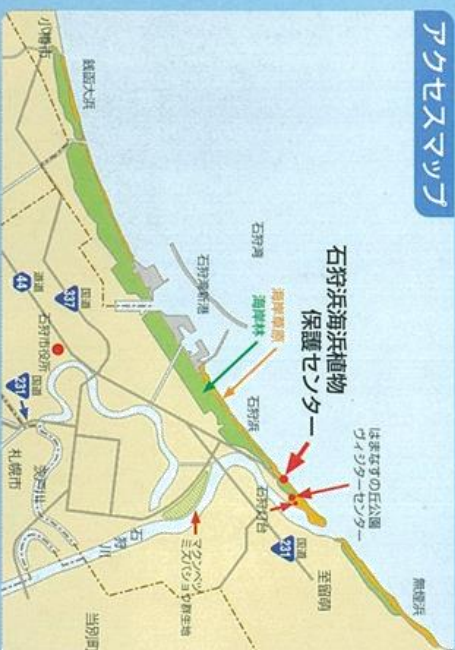 アクセスマップ
無煙浜
はまなすの丘公園
ヴィジターセンター
石狩浜海浜植物
保護センター
至留萌
国道
231
石狩浜
海岸草原
海岸林
石狩湾
石狩湾新港
石狩灯台
マクンベツ
ミズバショウ群生地
石狩川
当別町
銭函大浜
小樽市
国道
337
道道
44
石狩市役所
国道
231
札幌市
茨戸川